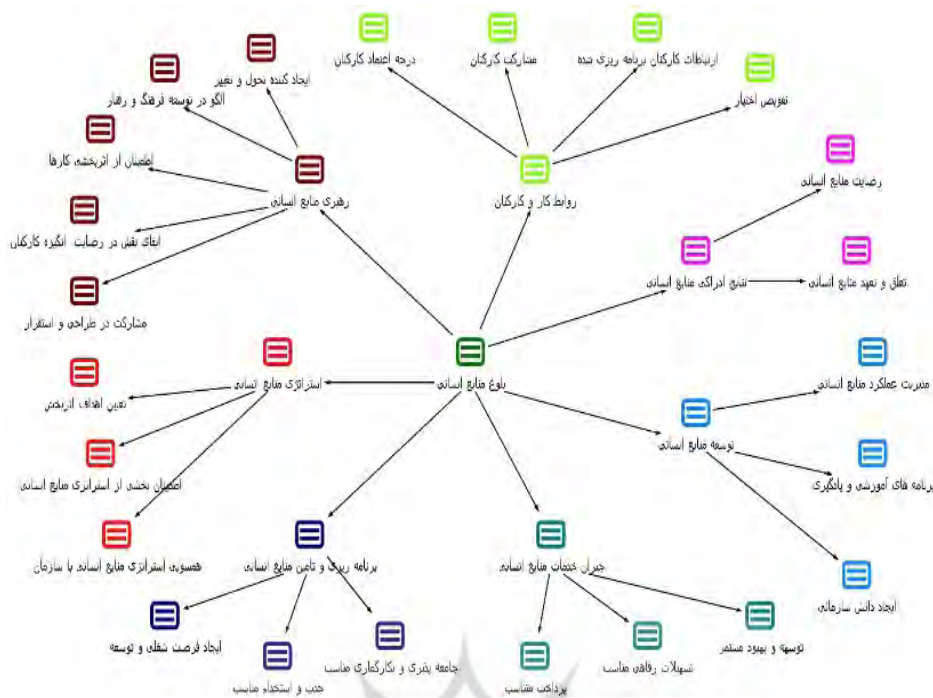 درجه اعتماد کارکنان
مشارکت کارکنان
ارتباطات کارکنان برنامه ریزی شده
تفویض اختیار
ایجاد کننده تحول و تغییر
الگو در توسعه فرهنگ و رفتار
اطمینان از اثربخشی کارها
ایفای نقش در رضایت انگیزه کارکنان
مشارکت در طراحی و استقرار
رهبری منابع انسانی
روابط کار و کارکنان
رضایت منابع انسانی
نتایج ادراکی منابع انسانی
تعلق و تعهد منابع انسانی
بلوغ منابع انسانی
استراتژی منابع انسانی
تعیین اهداف اثربخش
اطمینان بخشی از استراتژی منابع انسانی
همسویی استراتژی منابع انسانی با سازمان
مدیریت عملکرد منابع انسانی
توسعه منابع انسانی
برنامه های آموزشی و یادگیری
ایجاد دانش سازمانی
برنامه ریزی و تامین منابع انسانی
جبران خدمات منابع انسانی
ایجاد فرصت شغلی و توسعه
جذب و استخدام مناسب
جامعه پذیری و بکارگماری مناسب
پرداخت متناسب
تسهیلات رفاهی مناسب
توسعه و بهبود مستمر